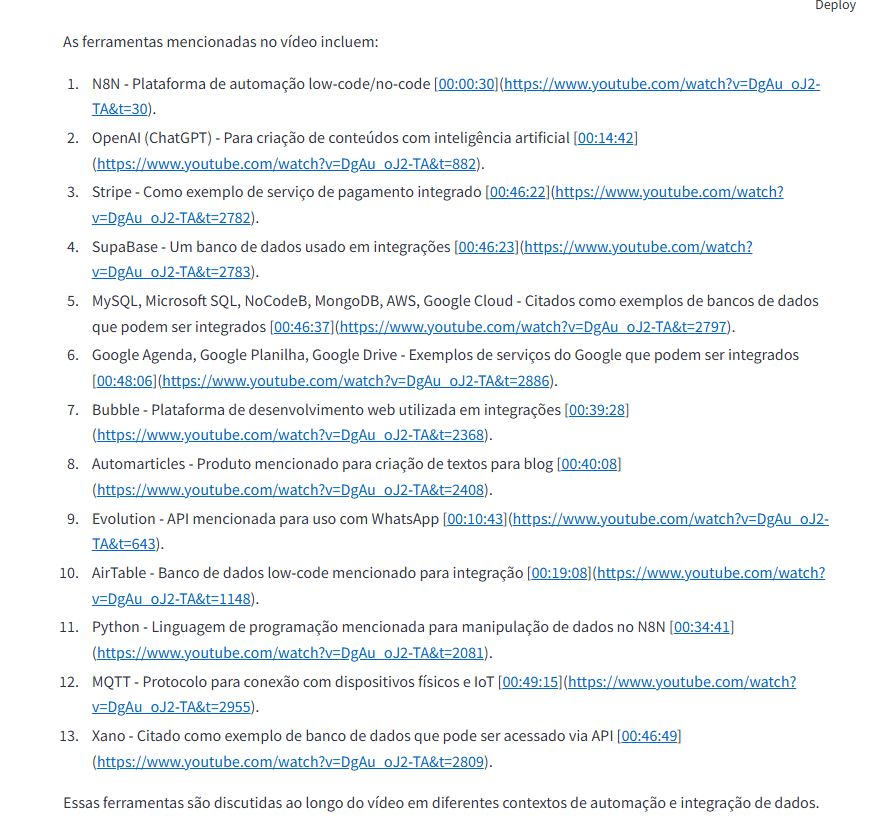 Deploy
As ferramentas mencionadas no vídeo incluem:
1. N8N - Plataforma de automação low-code/no-code [00:00:30](https://www.youtube.com/watch?v=DgAu_oJ2-
TA&t=30).
2. OpenAI (ChatGPT) - Para criação de conteúdos com inteligência artificial [00:14:42]
(https://www.youtube.com/watch?v=DgAu_oJ2-TA&t=882).
3. Stripe - Como exemplo de serviço de pagamento integrado [00:46:22](https://www.youtube.com/watch?
v=DgAu_oJ2-TA&t=2782).
4. SupaBase - Um banco de dados usado em integrações [00:46:23](https://www.youtube.com/watch?
v=DgAu_oJ2-TA&t=2783).
5. MySQL, Microsoft SQL, NoCodeB, MongoDB, AWS, Google Cloud - Citados como exemplos de bancos de dados
que podem ser integrados [00:46:37](https://www.youtube.com/watch?v=DgAu_oJ2-TA&t=2797).
6. Google Agenda, Google Planilha, Google Drive - Exemplos de serviços do Google que podem ser integrados
[00:48:06](https://www.youtube.com/watch?v=DgAu_oJ2-TA&t=2886).
7. Bubble - Plataforma de desenvolvimento web utilizada em integrações [00:39:28]
(https://www.youtube.com/watch?v=DgAu_oJ2-TA&t=2368).
8. Automarticles - Produto mencionado para criação de textos para blog [00:40:08]
(https://www.youtube.com/watch?v=DgAu_oJ2-TA&t=2408).
9. Evolution - API mencionada para uso com WhatsApp [00:10:43](https://www.youtube.com/watch?v=DgAu_oJ2-
TA&t=643).
10. AirTable - Banco de dados low-code mencionado para integração [00:19:08](https://www.youtube.com/watch?
v=DgAu_oJ2-TA&t=1148).
11. Python - Linguagem de programação mencionada para manipulação de dados no N8N [00:34:41]
(https://www.youtube.com/watch?v=DgAu_oJ2-TA&t=2081).
12. MQTT - Protocolo para conexão com dispositivos físicos e IoT [00:49:15](https://www.youtube.com/watch?
v=DgAu_oJ2-TA&t=2955).
13. Xano - Citado como exemplo de banco de dados que pode ser acessado via API [00:46:49]
(https://www.youtube.com/watch?v=DgAu_oJ2-TA&t=2809).
Essas ferramentas são discutidas ao longo do vídeo em diferentes contextos de automação e integração de dados.